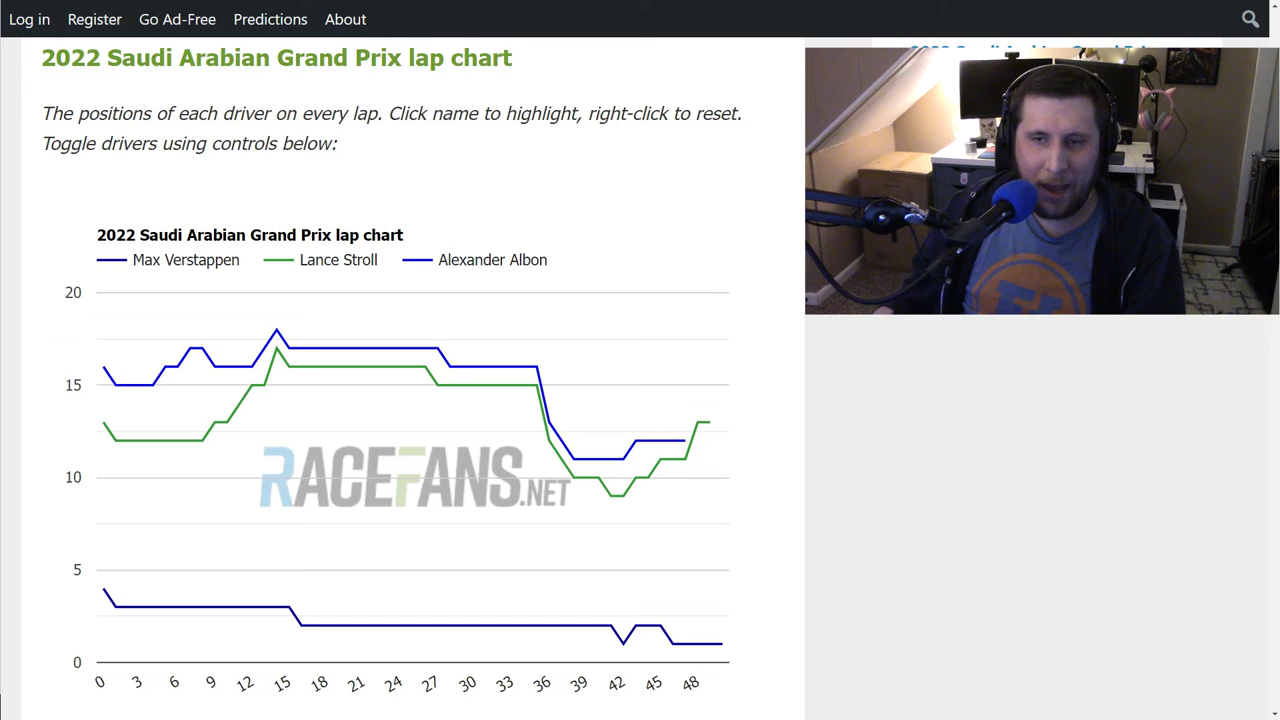 Log in Register Go Ad-Free Predictions About
2022 Saudi Arabian Grand Prix lap chart
The positions of each driver on every lap. Click name to highlight, right-click to reset.
Toggle drivers using controls below:
2022 Saudi Arabian Grand Prix lap chart
Max Verstappen Lance Stroll Alexander Albon
20
15
10
5
0
RACEFANS.NET
0 3 6 9 12 15 18 21 24 27 30 33 36 39 42 45 48